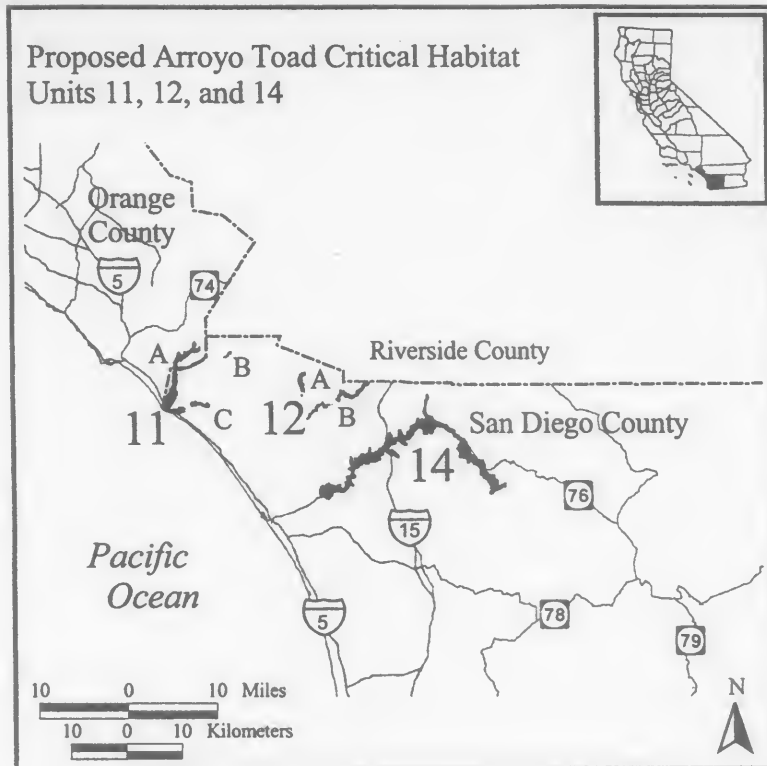 Proposed Arroyo Toad Critical Habitat
Units 11, 12, and 14
Orange
County
5
74
A
B
Riverside County
A
11
C
12
B
San Diego County
14
76
Pacific
Ocean
15
5
78
79
10 0 10 Miles
10 0 10 Kilometers
N